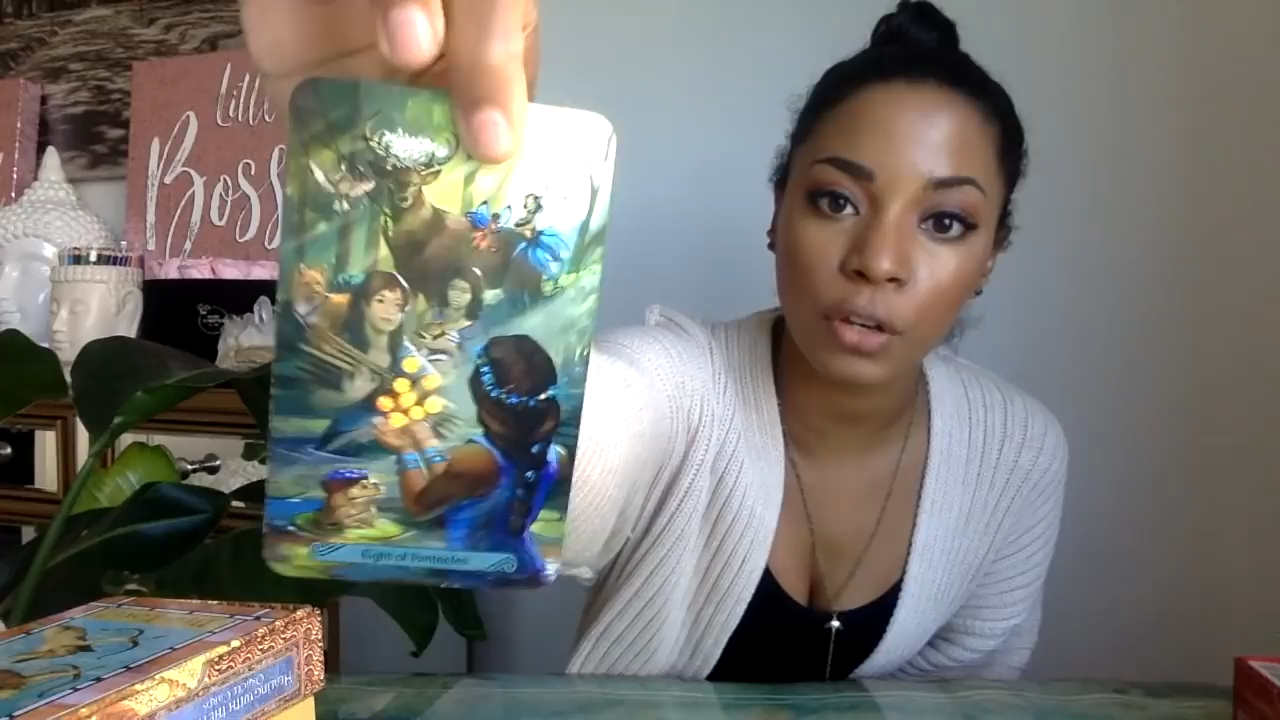 Little
Boss
Eight of Pentacles
HEALING WITH THE
ORACLE CARDS